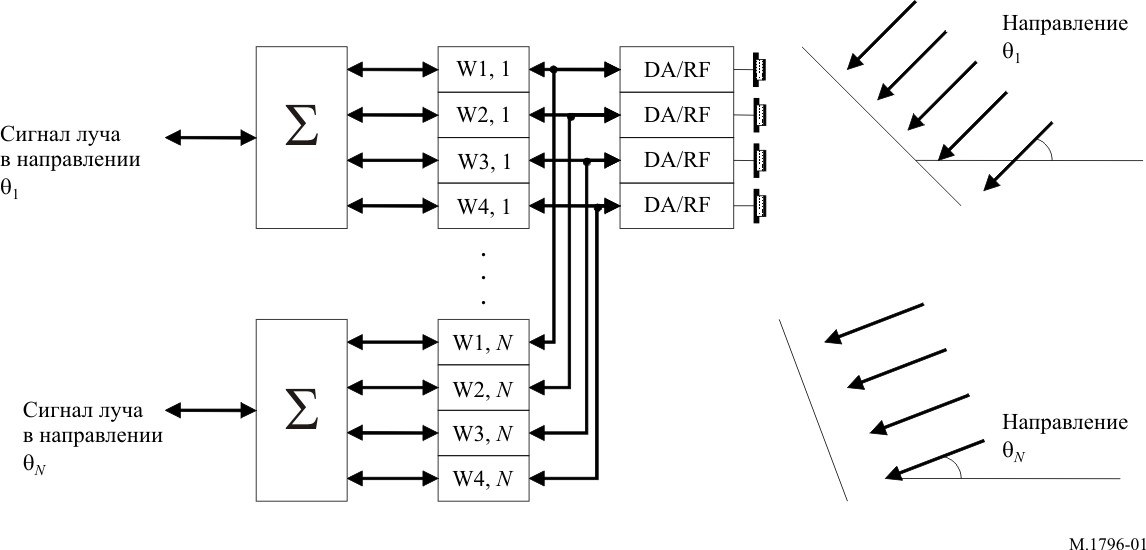 Направление
θ1
W1, 1
DA/RF
W2, 1
DA/RF
Σ
Сигнал луча
в направлении
θ1
W3, 1
DA/RF
W4, 1
DA/RF
.
.
.
W1, N
W2, N
Σ
Сигнал луча
в направлении
θN
W3, N
W4, N
Направление
θN
M.1796-01